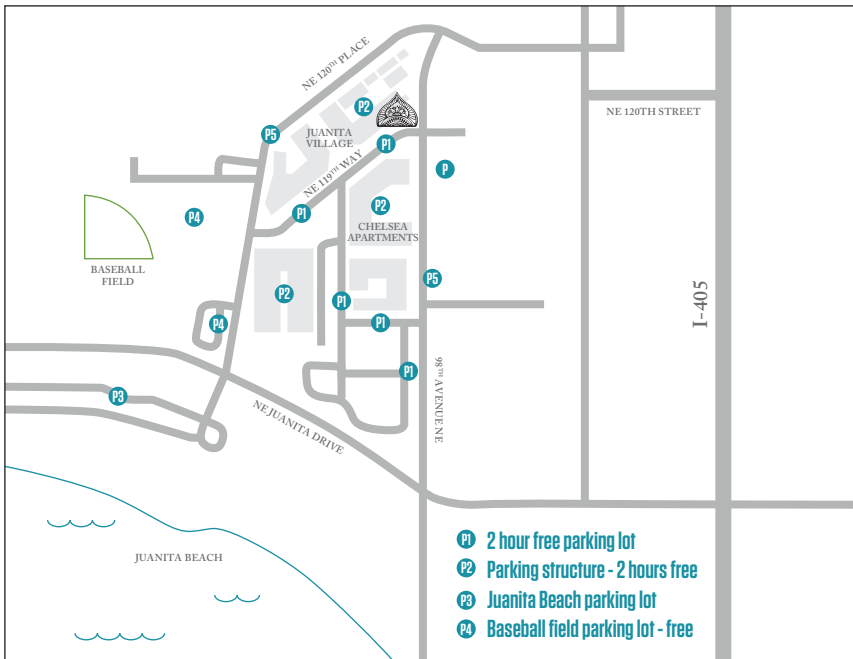 NE 120TH PLACE
P2
NE 120TH STREET
P5
JUANITA
VILLAGE
P1
NE 119TH WAY
P
P4
P1
P2
CHELSEA
APARTMENTS
BASEBALL
FIELD
P5
P2
P1
I-405
P4
P1
P1
98TH AVENUE NE
P3
NE JUANITA DRIVE
JUANITA BEACH
P1 2 hour free parking lot
P2 Parking structure - 2 hours free
P3 Juanita Beach parking lot
P4 Baseball field parking lot - free